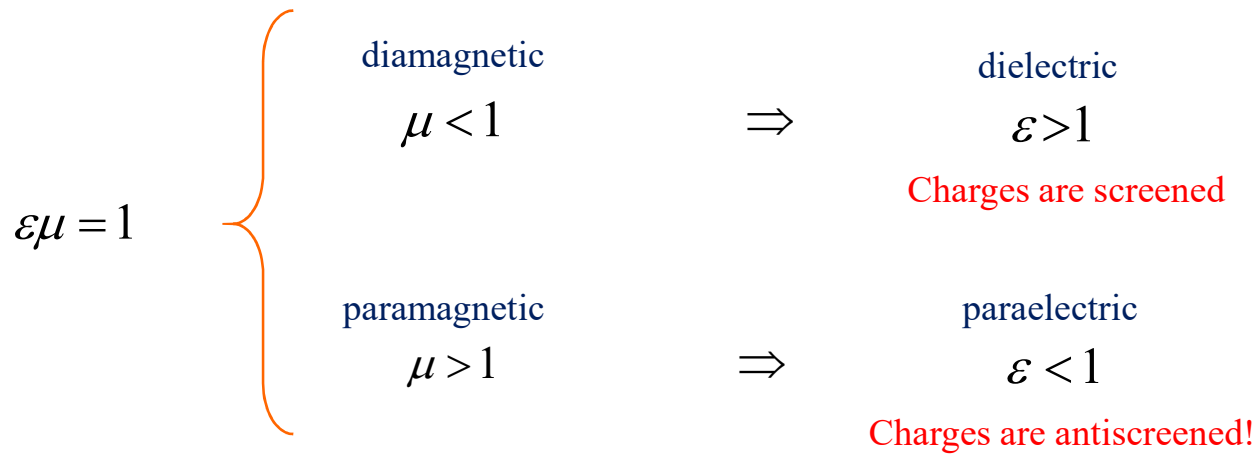 diamagnetic
dielectric
μ < 1 ⇒ ε > 1
Charges are screened
εμ = 1
paramagnetic
paraelectric
μ > 1 ⇒ ε < 1
Charges are antiscreened!